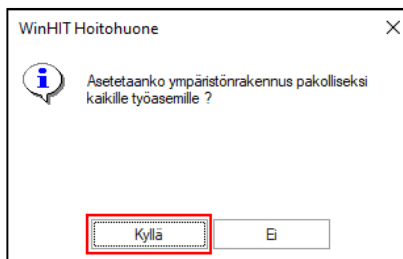 WinHIT Hoitohuone
Asetetaanko ympäristönrakennus pakolliseksi
kaikille työasemille ?
Kyllä
Ei